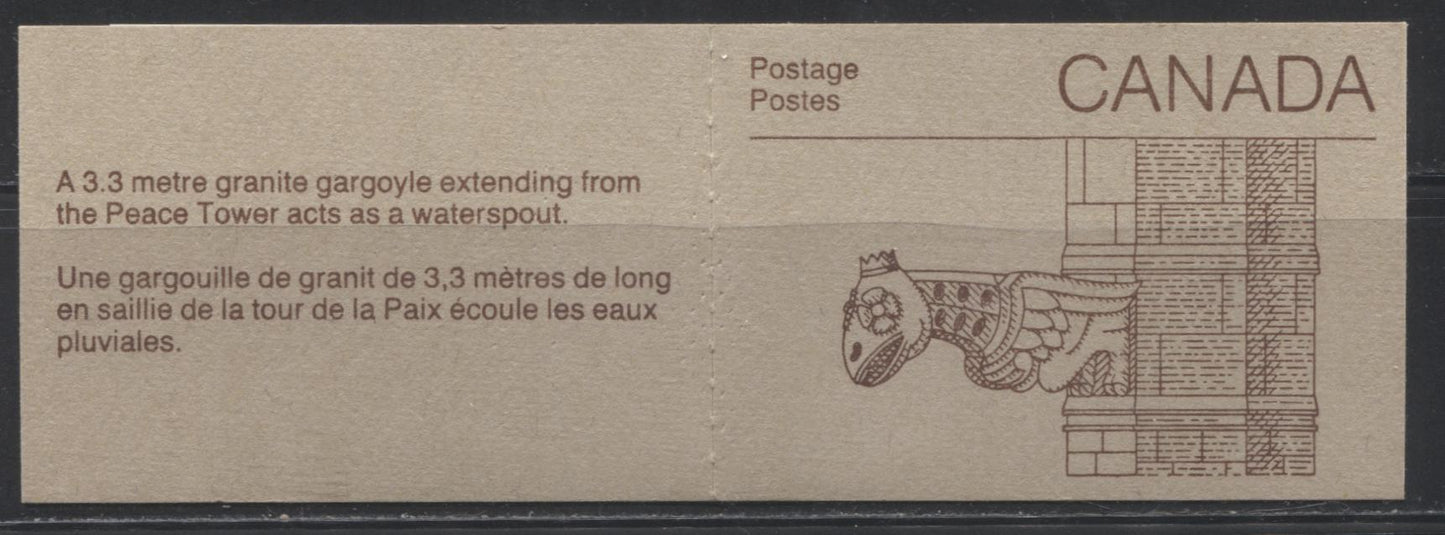 A 3.3 metre granite gargoyle extending from
the Peace Tower acts as a waterspout.
Une gargouille de granit de 3,3 mètres de long
en saillie de la tour de la Paix écoule les eaux
pluviales.
Postage
Postes
CANADA